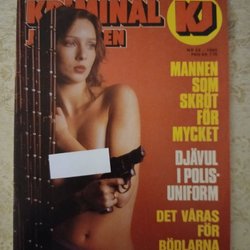 KRIMINAL
KJ
MANNEN
SOM
SKRÖT
FÖR
MYCKET
DJÄVUL
I POLIS-
UNIFORM
DET VÅRAS
FÖR
BÖDLARNA